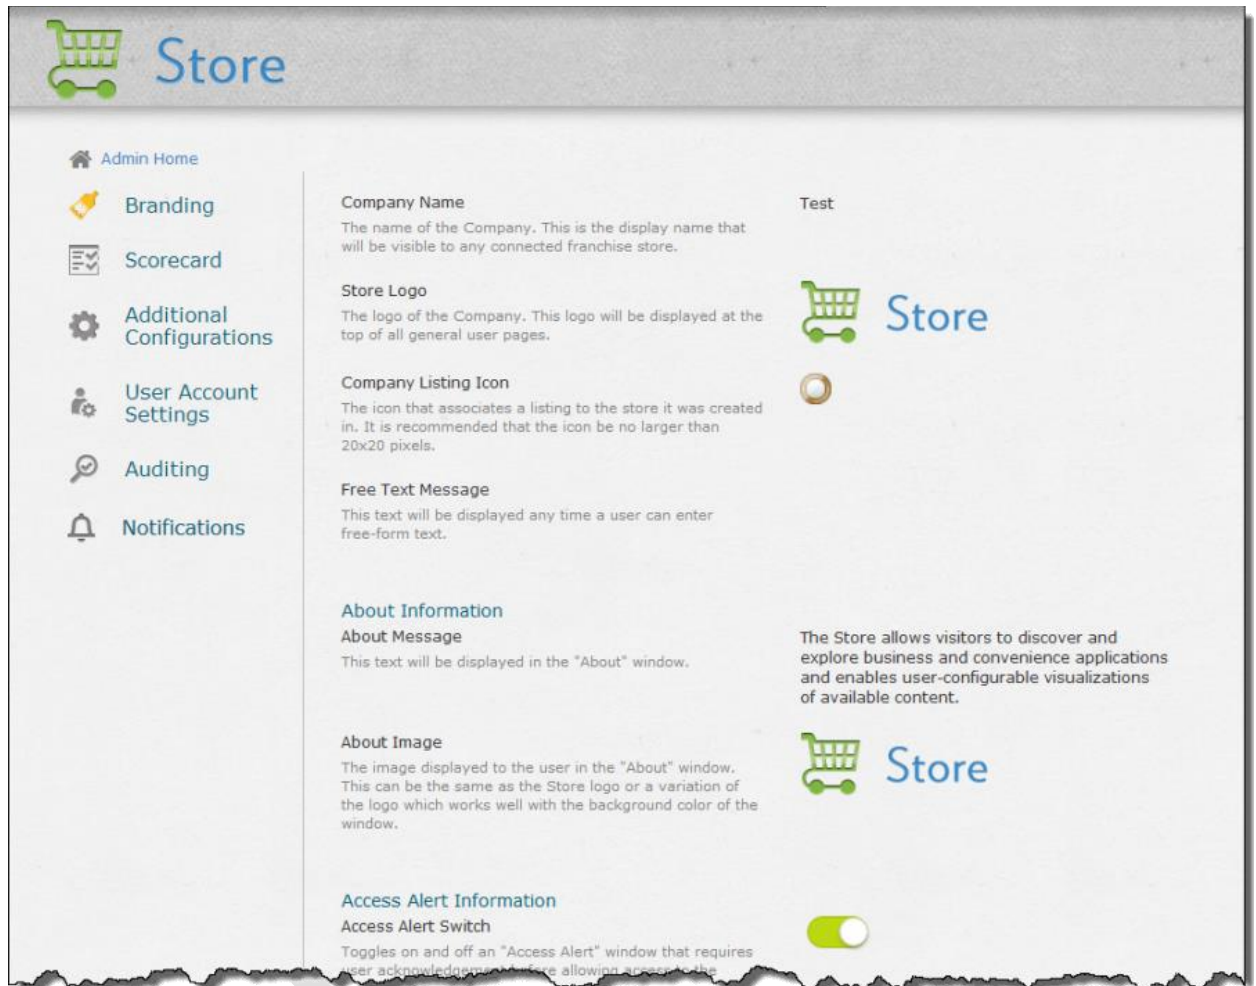 Store
Admin Home
Branding
Scorecard
Additional
Configurations
User Account
Settings
Auditing
Notifications
Company Name
The name of the Company. This is the display name that
will be visible to any connected franchise store.
Test
Store Logo
The logo of the Company. This logo will be displayed at the
top of all general user pages.
Store
Company Listing Icon
The icon that associates a listing to the store it was created
in. It is recommended that the icon be no larger than
20x20 pixels.
Free Text Message
This text will be displayed any time a user can enter
free-form text.
About Information
About Message
This text will be displayed in the "About" window.
The Store allows visitors to discover and
explore business and convenience applications
and enables user-configurable visualizations
of available content.
About Image
The image displayed to the user in the "About" window.
This can be the same as the Store logo or a variation of
the logo which works well with the background color of the
window.
Store
Access Alert Information
Access Alert Switch
Toggles on and off an "Access Alert" window that requires
user acknowledgement before allowing access to the